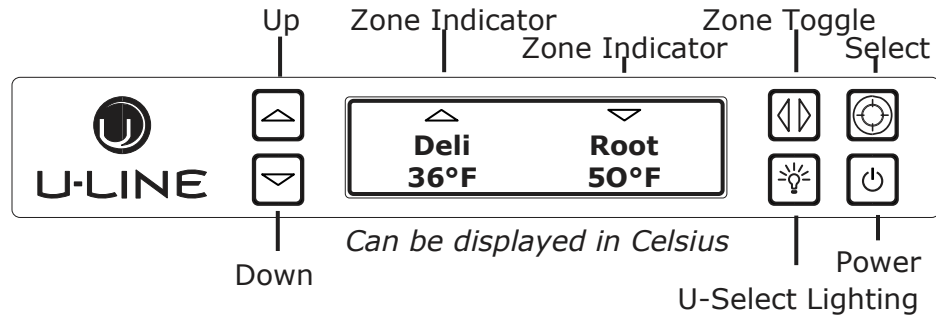 Up Zone Indicator Zone Toggle
Zone Indicator Select
U-LINE
Deli Root
36°F 50°F
Can be displayed in Celsius
Down Power
U-Select Lighting